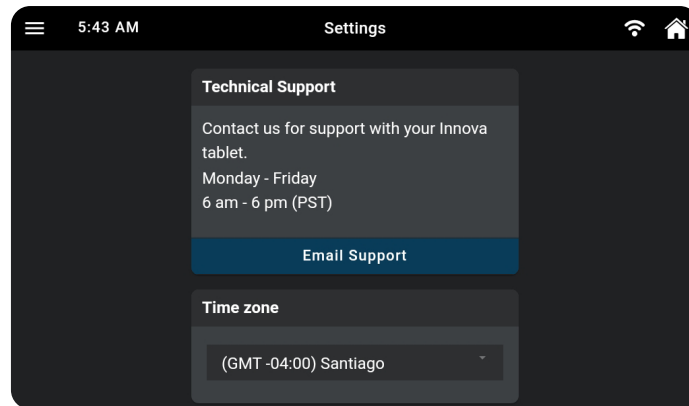 5:43 AM
Settings
Technical Support
Contact us for support with your Innova
tablet.
Monday - Friday
6 am - 6 pm (PST)
Email Support
Time zone
(GMT -04:00) Santiago